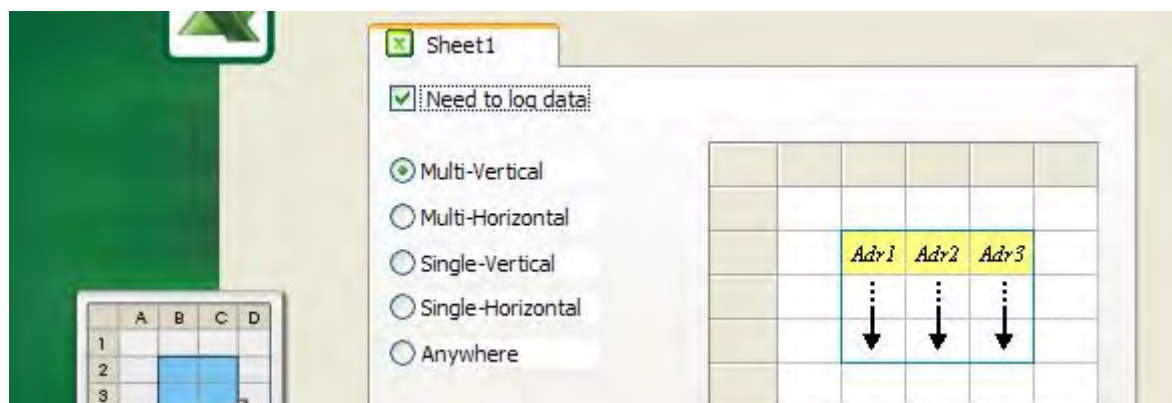 Sheet1
Need to log data
Multi-Vertical
Multi-Horizontal
Single-Vertical
Single-Horizontal
Anywhere
Adr1 Adr2 Adr3
A B C D
1
2
3